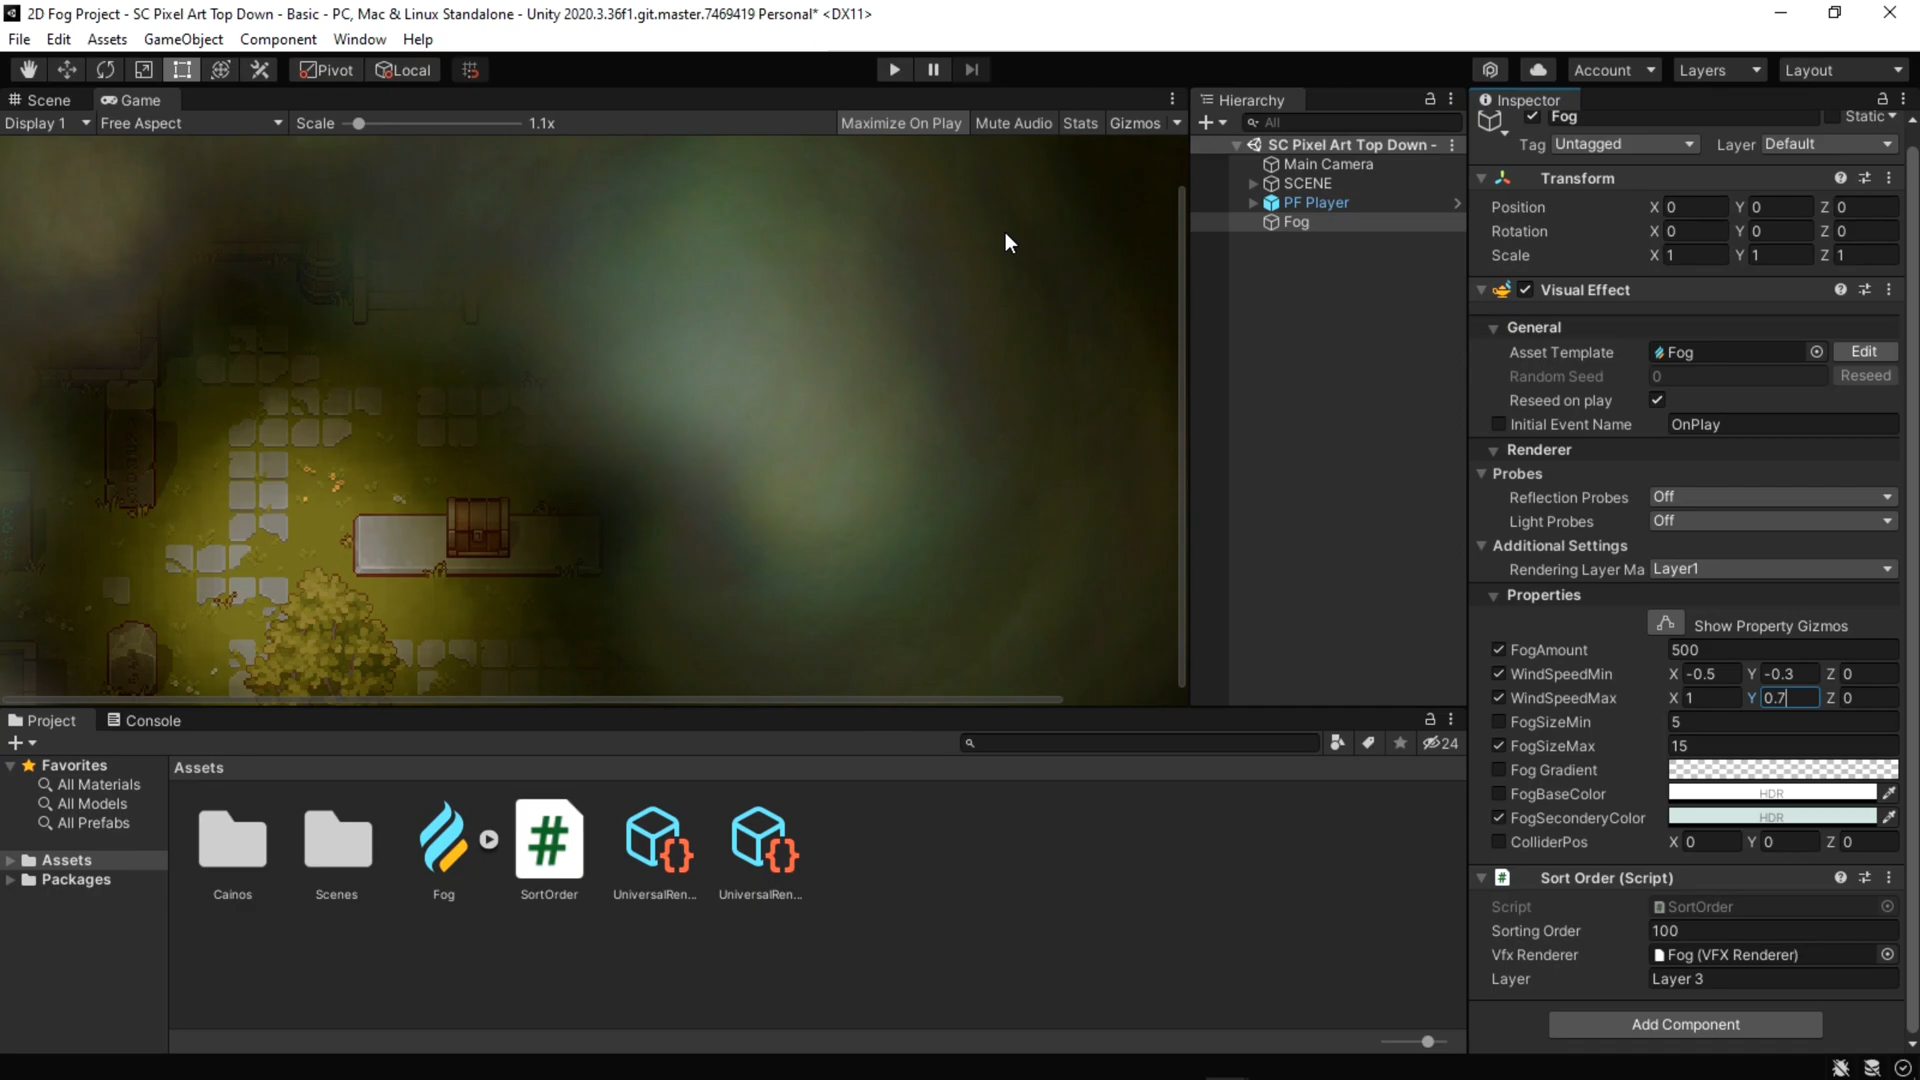 2D Fog Project - SC Pixel Art Top Down - Basic - PC, Mac & Linux Standalone - Unity 2020.3.36f1.git.master.7469419 Personal* <DX11>
File Edit Assets GameObject Component Window Help
Pivot Local Account Layers Layout
Scene Game Hierarchy Inspector
Display 1 Free Aspect Scale 1.1x Maximize On Play Mute Audio Stats Gizmos All
Fog Static
Tag Untagged Layer Default
SC Pixel Art Top Down -
Main Camera
SCENE
PF Player
Fog
Transform
Position X 0 Y 0 Z 0
Rotation X 0 Y 0 Z 0
Scale X 1 Y 1 Z 1
Visual Effect
General
Asset Template Fog Edit
Random Seed 0 Reseed
Reseed on play
Initial Event Name OnPlay
Renderer
Probes
Reflection Probes Off
Light Probes Off
Additional Settings
Rendering Layer Ma Layer1
Properties
Show Property Gizmos
FogAmount 500
WindSpeedMin X -0.5 Y -0.3 Z 0
WindSpeedMax X 1 Y 0.7 Z 0
FogSizeMin 5
FogSizeMax 15
Fog Gradient
FogBaseColor HDR
FogSeconderyColor HDR
ColliderPos X 0 Y 0 Z 0
Sort Order (Script)
Script SortOrder
Sorting Order 100
Vfx Renderer Fog (VFX Renderer)
Layer Layer 3
Add Component
Project Console
24
Favorites
All Materials
All Models
All Prefabs
Assets
Packages
Assets
Cainos Scenes Fog SortOrder UniversalRen... UniversalRen...